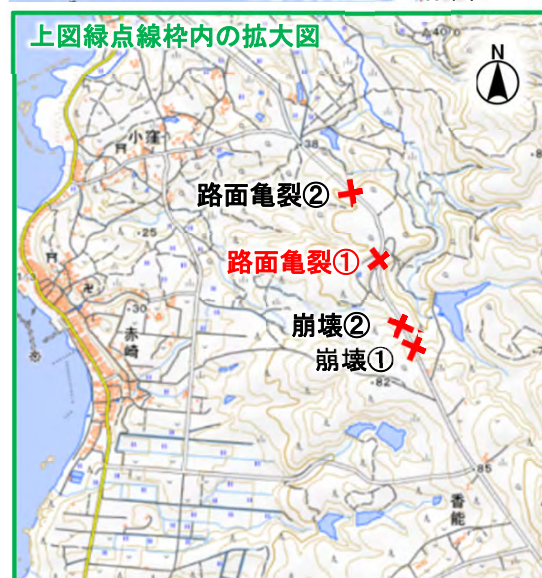 上図緑点線枠内の拡大図
N
小窪
・38
路面亀裂②
・25
路面亀裂①
・30
赤崎
崩壊②
崩壊①
・82
・85
香能